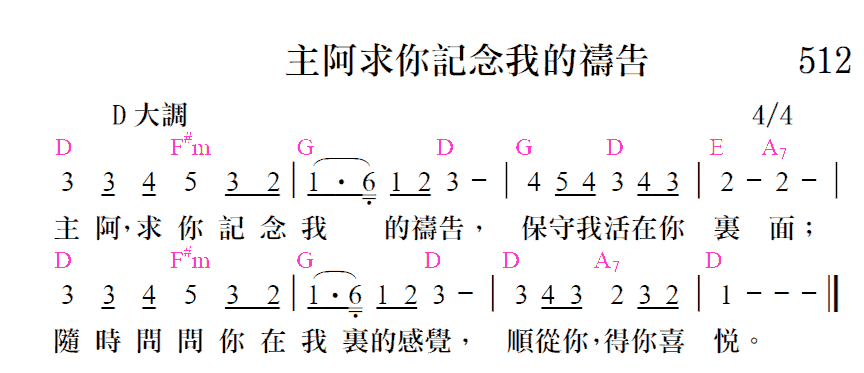 主阿求你記念我的禱告 512
D 大調 4/4
D F#m G D G D E A7
3 3 4 5 3 2 | 1 · 6 1 2 3 - | 4 5 4 3 4 3 | 2 - 2 - |
主 阿,求 你 記 念 我 的禱告, 保守我活在你 裏 面;
D F#m G D D A7 D
3 3 4 5 3 2 | 1 · 6 1 2 3 - | 3 4 3 2 3 2 | 1 - - - ‖
隨 時 問 問 你 在 我 裏的感覺, 順從你,得你喜 悅。